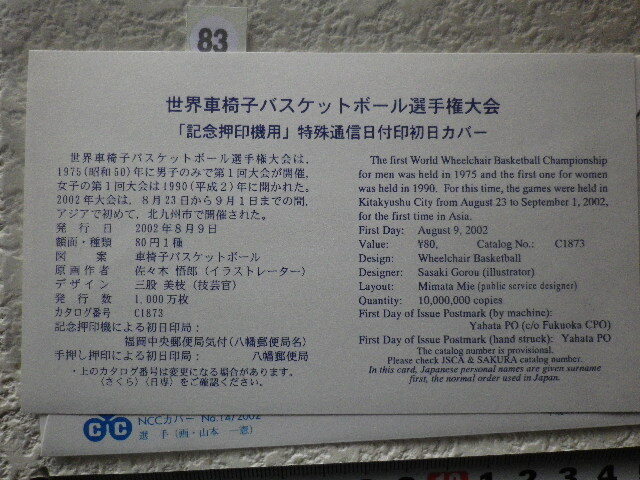 83
世界車椅子バスケットボール選手権大会
「記念押印機用」特殊通信日付印初日カバー
世界車椅子バスケットボール選手権大会は、
1975(昭和50)年に男子のみで第1回大会が開催、
女子の第1回大会は1990(平成2)年に開かれた。
2002年大会は、8月23日から9月1日までの間、
アジアで初めて、北九州市で開催された。
発行日 2002年8月9日
額面・種類 80円1種
図案 車椅子バスケットボール
原画作者 佐々木 悟郎(イラストレーター)
デザイン 三股 美枝(技芸官)
発行数 1,000万枚
カタログ番号 C1873
記念押印機による初日印局:
福岡中央郵便局気付(八幡郵便局名)
手押し押印による初日印局: 八幡郵便局
・上のカタログ番号は変更になる場合があります。
(さくら)(日専)をご確認ください。
The first World Wheelchair Basketball Championship
for men was held in 1975 and the first one for women
was held in 1990. For this time, the games were held in
Kitakyushu City from August 23 to September 1, 2002,
for the first time in Asia.
First Day: August 9, 2002
Value: ¥80, Catalog No.: C1873
Design: Wheelchair Basketball
Designer: Sasaki Gorou (illustrator)
Layout: Mimata Mie (public service designer)
Quantity: 10,000,000 copies
First Day of Issue Postmark (by machine):
Yahata PO (c/o Fukuoka CPO)
First Day of Issue Postmark (hand struck): Yahata PO
The catalog number is provisional.
Please check JSCA & SAKURA catalog number.
In this card, Japanese personal names are given surname
first, the normal order used in Japan.
NCCカバー No.14/2002
選手(画・山本 一憲)
1 2 3 4